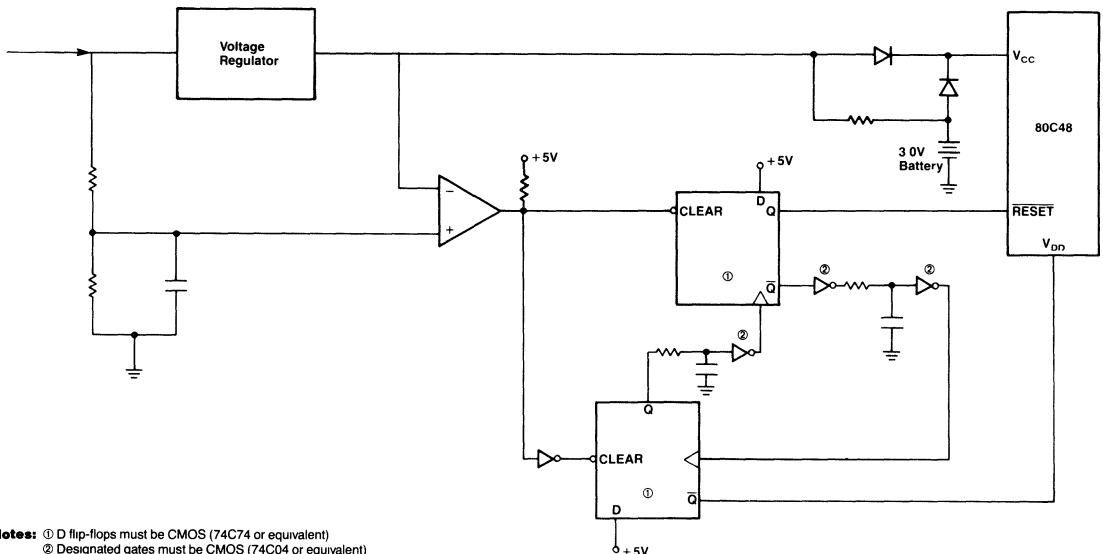 Voltage
Regulator
VCC
80C48
3 0V
Battery
+5V
+5V
−
+
CLEAR
D
Q
RESET
VDD
①
Q
②
②
②
Q
CLEAR
①
Q
D
+5V
Notes: ① D flip-flops must be CMOS (74C74 or equivalent)
② Designated gates must be CMOS (74C04 or equivalent)